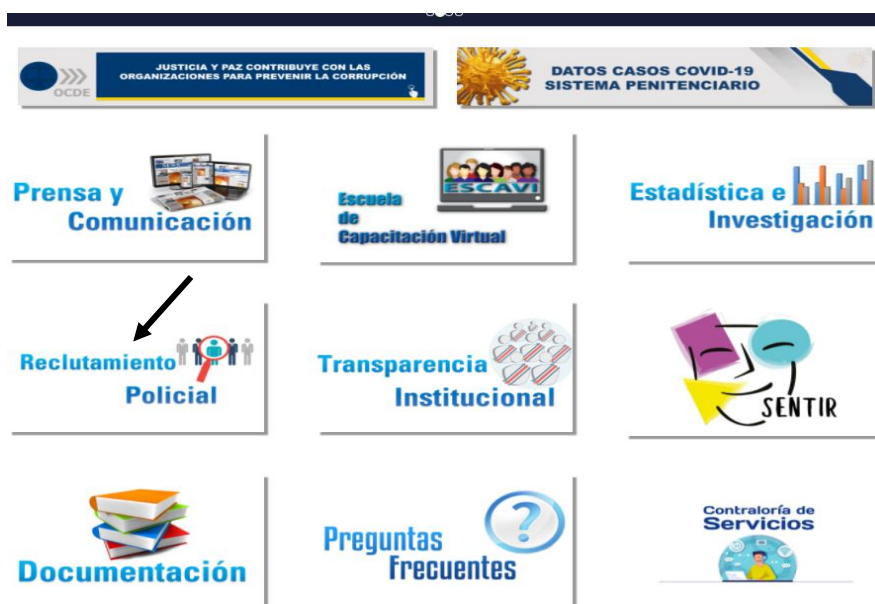 JUSTICIA Y PAZ CONTRIBUYE CON LAS
ORGANIZACIONES PARA PREVENIR LA CORRUPCIÓN
OCDE
DATOS CASOS COVID-19
SISTEMA PENITENCIARIO
Prensa y
Comunicación
ESCAVI
Escuela
de
Capacitación Virtual
Estadística e
Investigación
Reclutamiento
Policial
Transparencia
Institucional
SENTIR
Documentación
Preguntas
Frecuentes
Contraloría de
Servicios